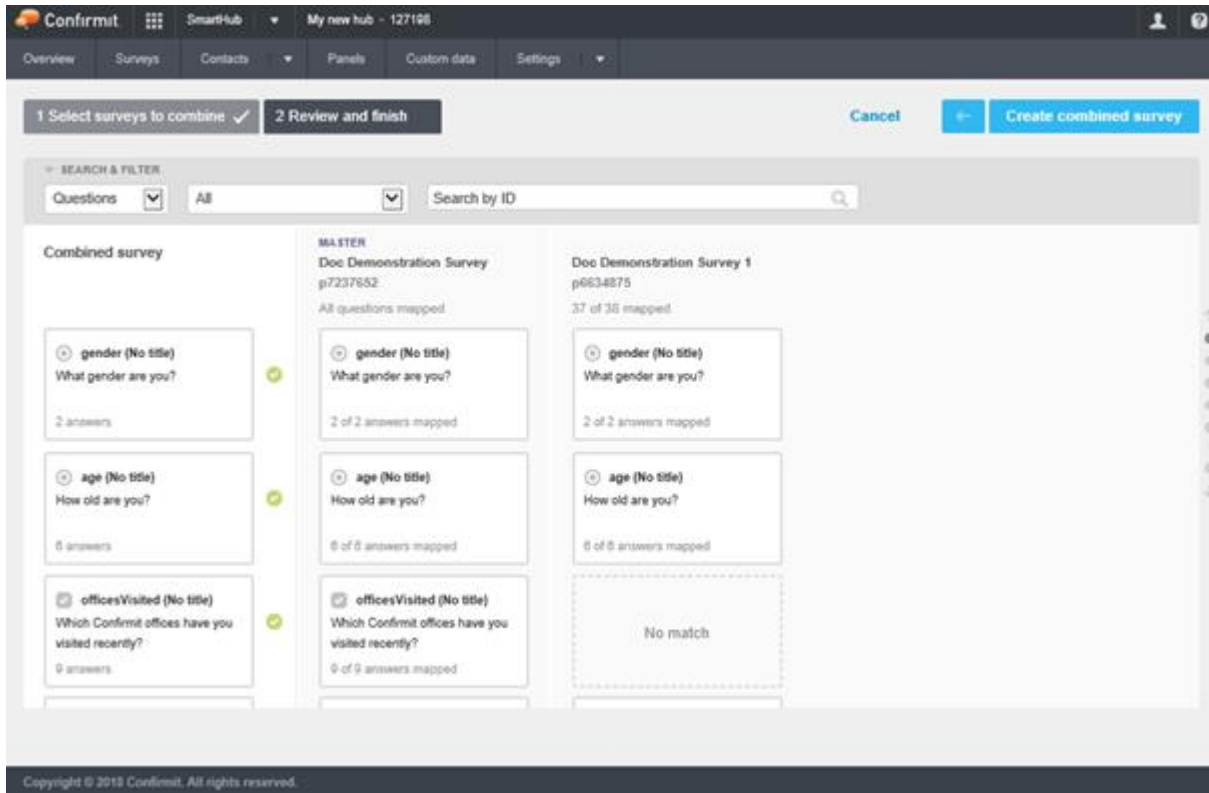 Confirmit SmartHub My new hub - 127198
Overview Surveys Contacts Panels Custom data Settings
1 Select surveys to combine 2 Review and finish Cancel Create combined survey
SEARCH & FILTER
Questions All Search by ID
Combined survey
MASTER
Doc Demonstration Survey
p7237652
All questions mapped
Doc Demonstration Survey 1
p6634875
37 of 38 mapped
gender (No title)
What gender are you?
2 answers
gender (No title)
What gender are you?
2 of 2 answers mapped
gender (No title)
What gender are you?
2 of 2 answers mapped
age (No title)
How old are you?
6 answers
age (No title)
How old are you?
6 of 6 answers mapped
age (No title)
How old are you?
6 of 6 answers mapped
officesVisited (No title)
Which Confirmit offices have you
visited recently?
9 answers
officesVisited (No title)
Which Confirmit offices have you
visited recently?
9 of 9 answers mapped
No match
Copyright © 2018 Confirmit. All rights reserved.